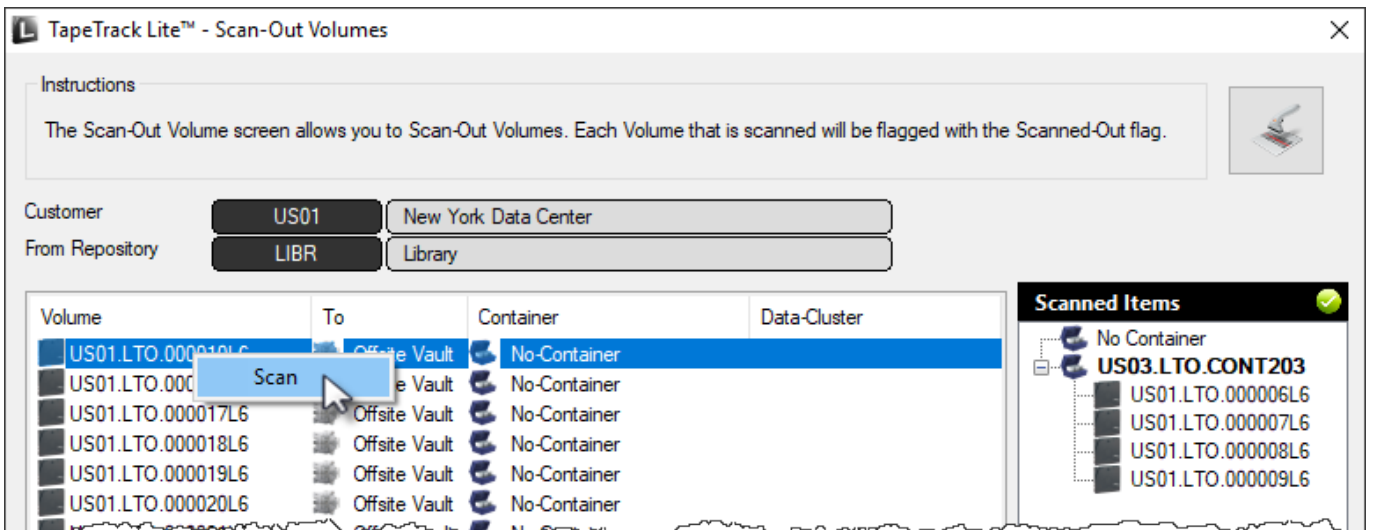 TapeTrack Lite™ - Scan-Out Volumes
Instructions
The Scan-Out Volume screen allows you to Scan-Out Volumes. Each Volume that is scanned will be flagged with the Scanned-Out flag.
Customer US01 New York Data Center
From Repository LIBR Library
Volume To Container Data-Cluster
US01.LTO.000010L6 Offsite Vault No-Container
Scan
US01.LTO.000 te Vault No-Container
US01.LTO.000017L6 Offsite Vault No-Container
US01.LTO.000018L6 Offsite Vault No-Container
US01.LTO.000019L6 Offsite Vault No-Container
US01.LTO.000020L6 Offsite Vault No-Container
Scanned Items
No Container
US03.LTO.CONT203
US01.LTO.000006L6
US01.LTO.000007L6
US01.LTO.000008L6
US01.LTO.000009L6